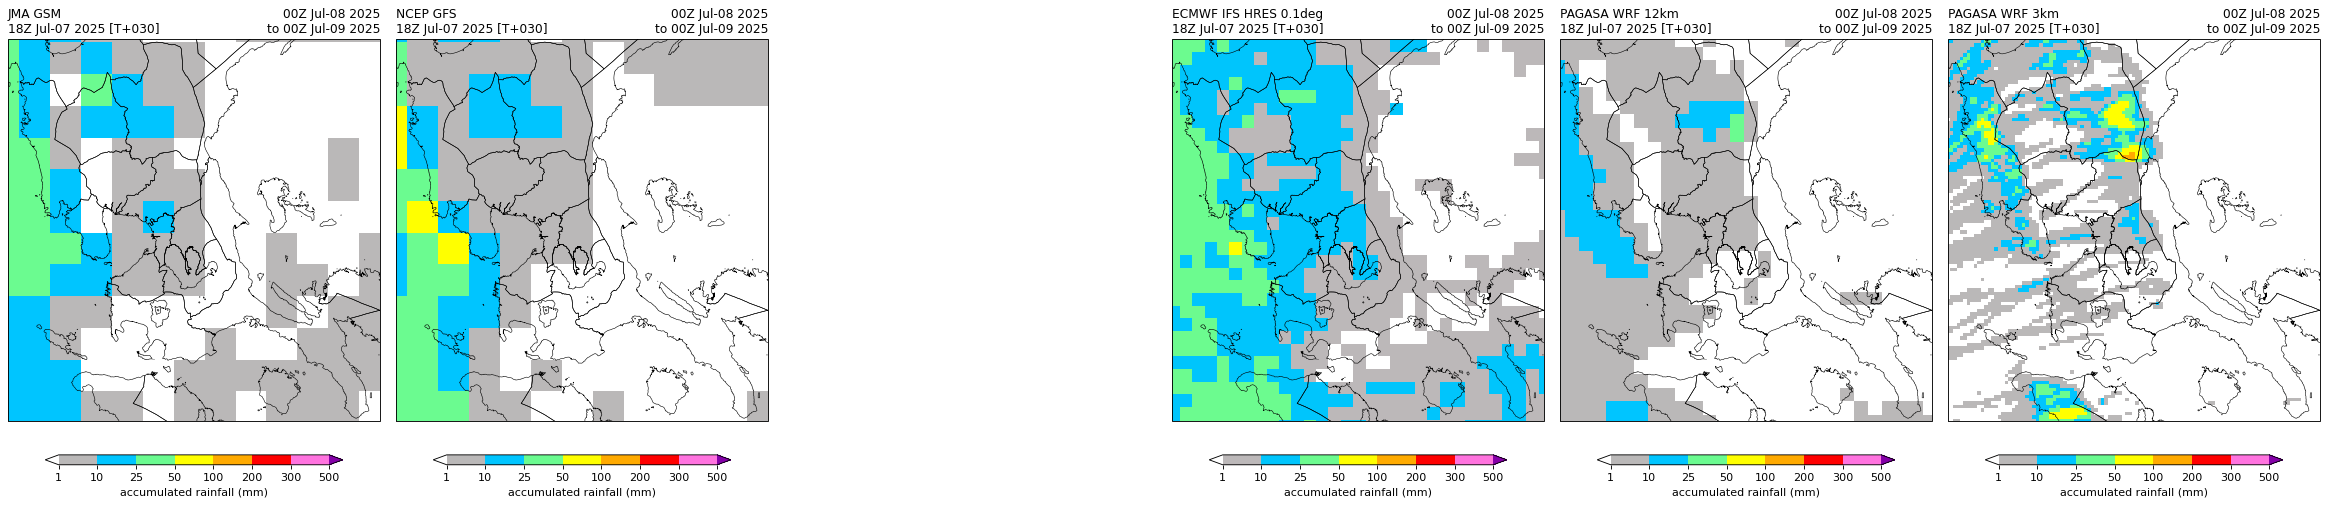 JMA GSM 00Z Jul-08 2025
18Z Jul-07 2025 [T+030] to 00Z Jul-09 2025
1 10 25 50 100 200 300 500
accumulated rainfall (mm)
NCEP GFS 00Z Jul-08 2025
18Z Jul-07 2025 [T+030] to 00Z Jul-09 2025
1 10 25 50 100 200 300 500
accumulated rainfall (mm)
ECMWF IFS HRES 0.1deg 00Z Jul-08 2025
18Z Jul-07 2025 [T+030] to 00Z Jul-09 2025
1 10 25 50 100 200 300 500
accumulated rainfall (mm)
PAGASA WRF 12km 00Z Jul-08 2025
18Z Jul-07 2025 [T+030] to 00Z Jul-09 2025
1 10 25 50 100 200 300 500
accumulated rainfall (mm)
PAGASA WRF 3km 00Z Jul-08 2025
18Z Jul-07 2025 [T+030] to 00Z Jul-09 2025
1 10 25 50 100 200 300 500
accumulated rainfall (mm)